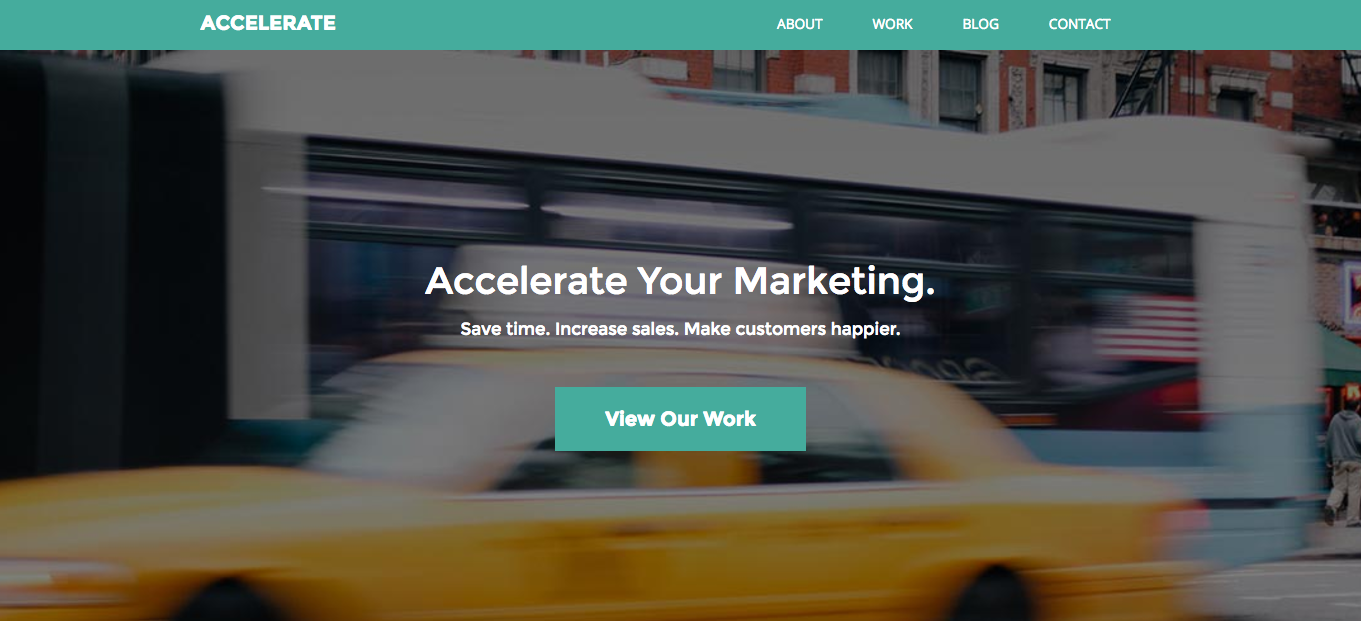 ACCELERATE
ABOUT WORK BLOG CONTACT
Accelerate Your Marketing.
Save time. Increase sales. Make customers happier.
View Our Work